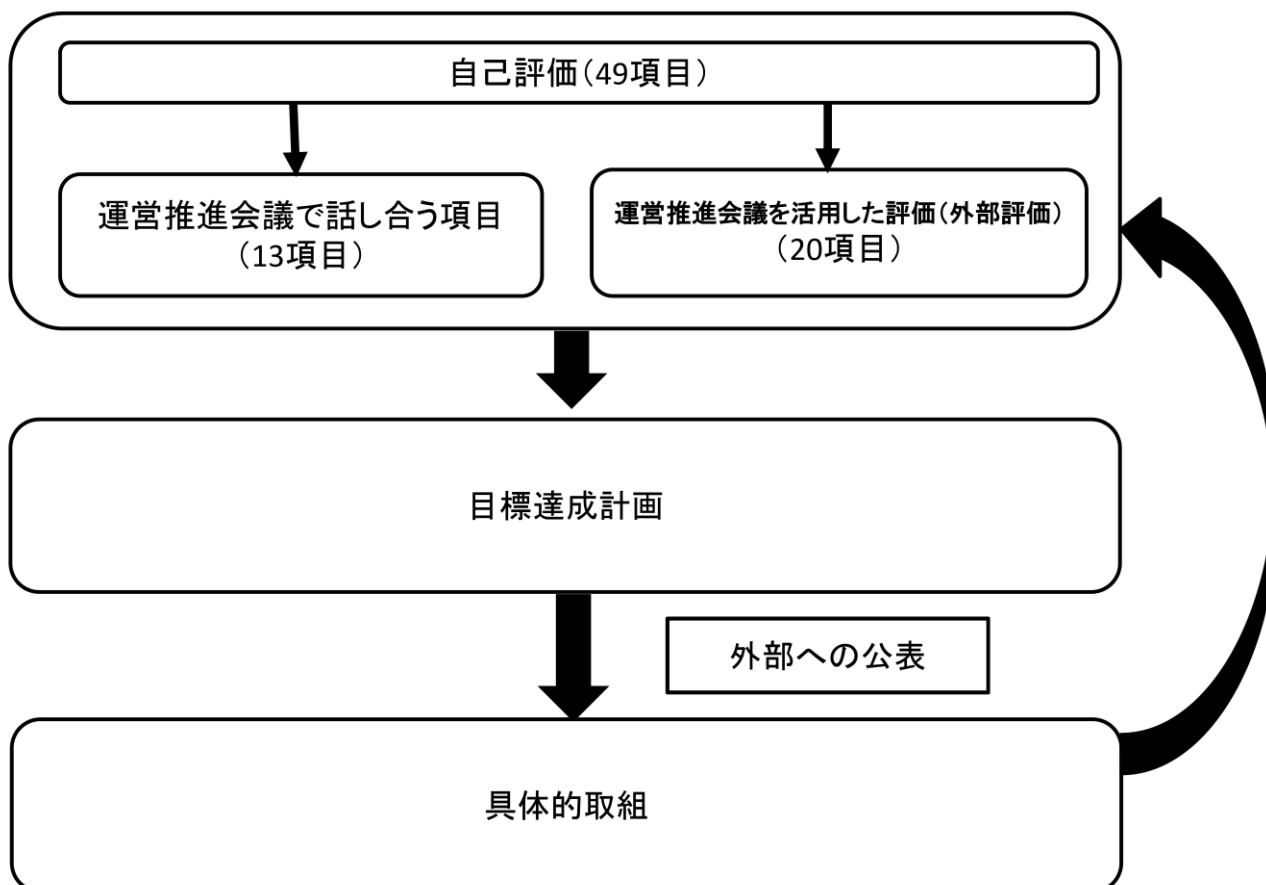 自己評価（49項目）
運営推進会議で話し合う項目
（13項目）
運営推進会議を活用した評価（外部評価）
（20項目）
目標達成計画
外部への公表
具体的取組